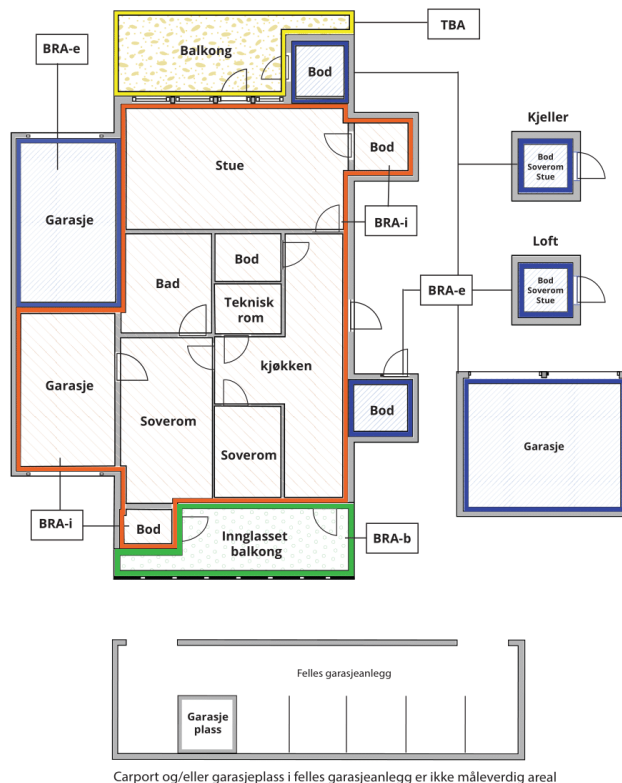 TBA
BRA-e
Balkong
Bod
Kjeller
Stue
Bod
Bod
Soverom
Stue
Garasje
BRA-i
Loft
Bod
Bad
Teknisk
rom
BRA-e
Bod
Soverom
Stue
Garasje
kjøkken
Soverom
Bod
Soverom
Garasje
BRA-i
Bod
Innglasset
balkong
BRA-b
Felles garasjeanlegg
Garasje
plass
Carport og/eller garasjeplass i felles garasjeanlegg er ikke måleverdig areal